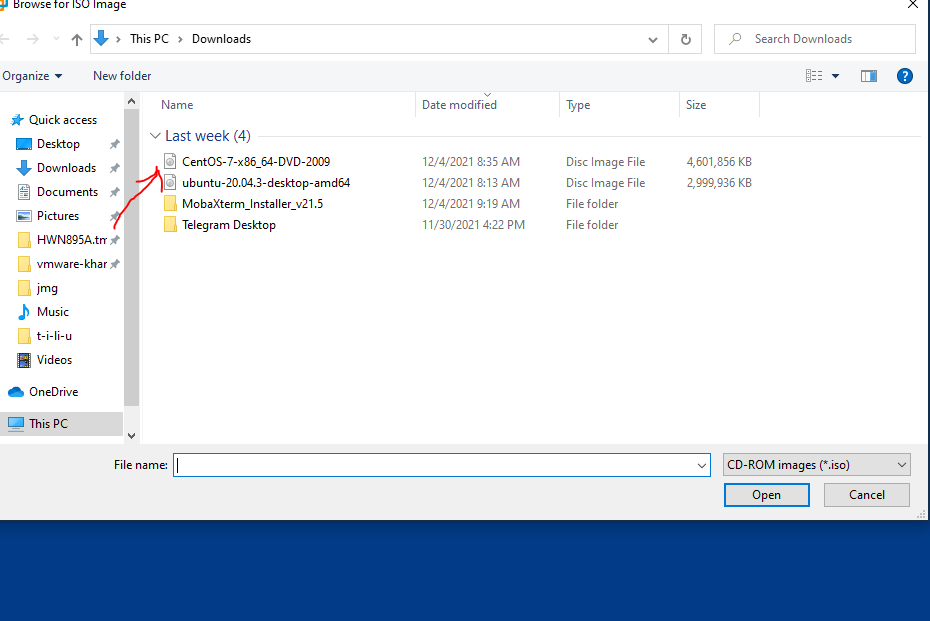 Browse for ISO Image
This PC > Downloads
Search Downloads
Organize
New folder
?
Name Date modified Type Size
Quick access
Desktop
Downloads
Documents
Pictures
HWN895A.tm
vmware-khar
jmg
Music
t-i-li-u
Videos
OneDrive
This PC
Last week (4)
CentOS-7-x86_64-DVD-2009 12/4/2021 8:35 AM Disc Image File 4,601,856 KB
ubuntu-20.04.3-desktop-amd64 12/4/2021 8:13 AM Disc Image File 2,999,936 KB
MobaXterm_Installer_v21.5 12/4/2021 9:19 AM File folder
Telegram Desktop 11/30/2021 4:22 PM File folder
File name:
CD-ROM images (*.iso)
Open Cancel